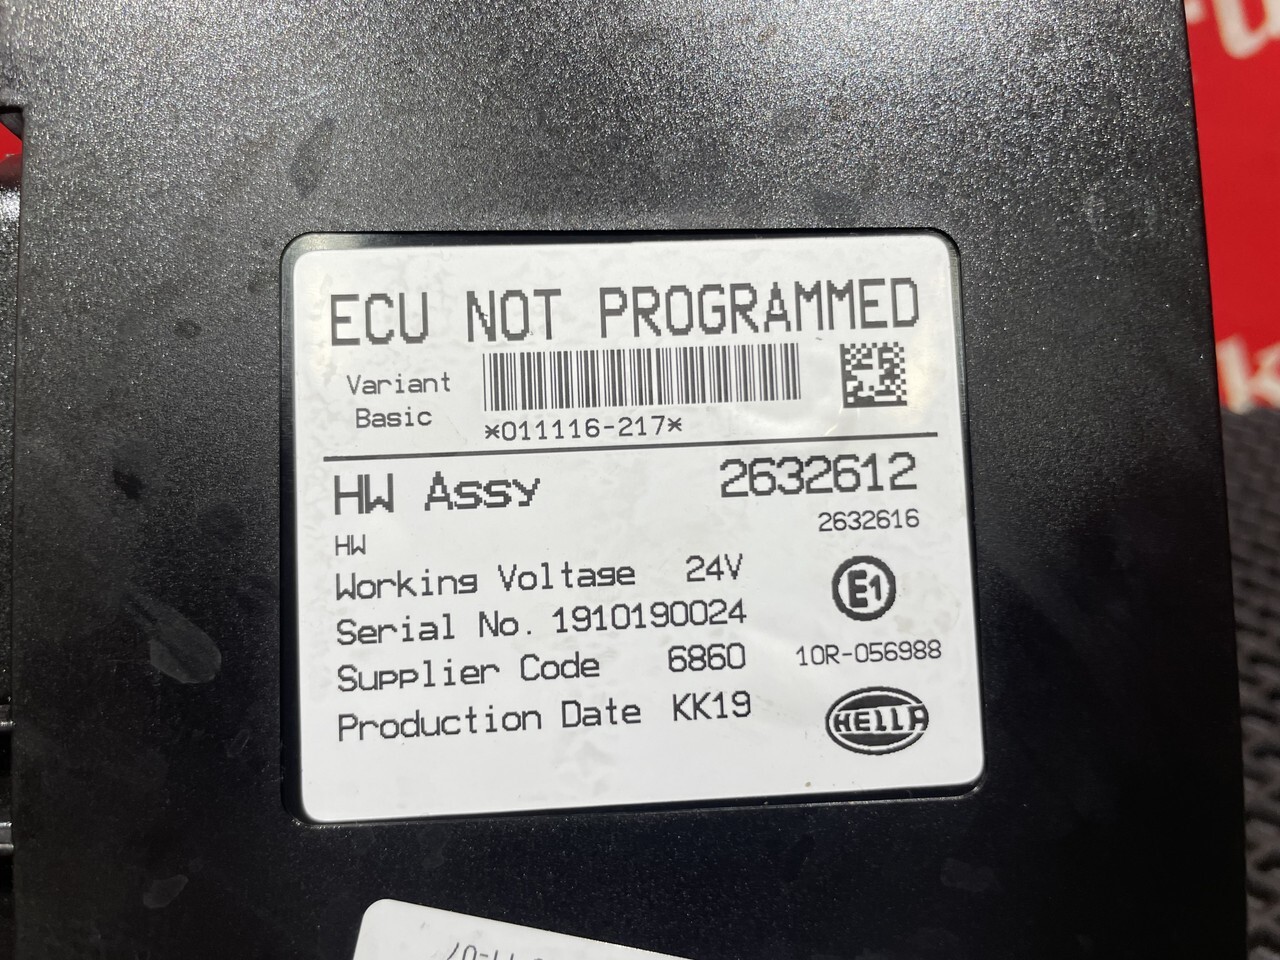 ECU NOT PROGRAMMED
Variant
Basic
*011116-217*
HW Assy 2632612
HW 2632616
Working Voltage 24V
E1
Serial No. 1910190024
Supplier Code 6860
10R-056988
Production Date KK19
HELLA